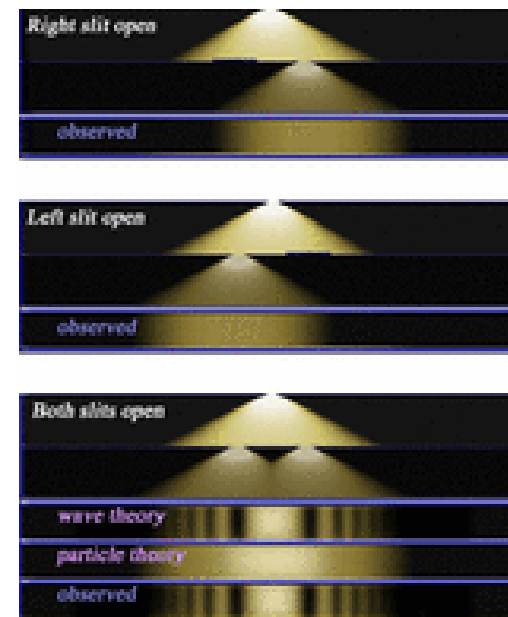 Right slit open
observed
Left slit open
observed
Both slits open
wave theory
particle theory
observed